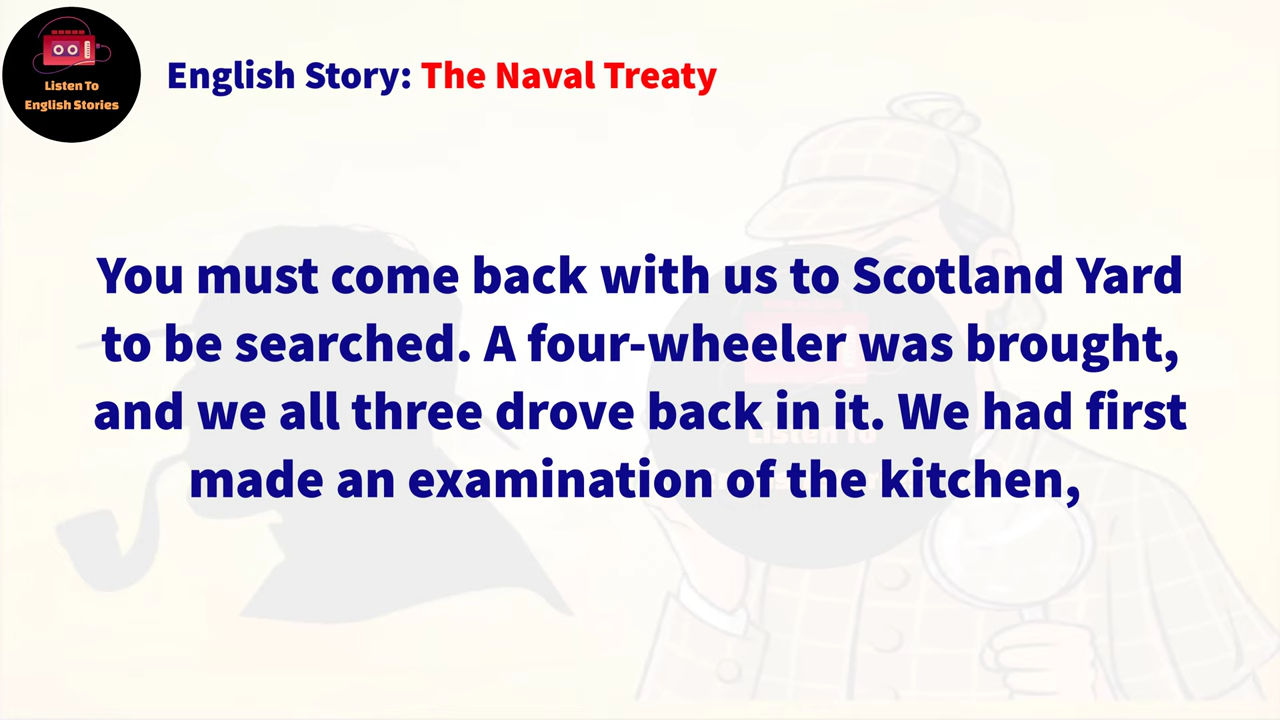 Listen To
English Stories
English Story: The Naval Treaty
You must come back with us to Scotland Yard
to be searched. A four-wheeler was brought,
and we all three drove back in it. We had first
made an examination of the kitchen,
Listen To